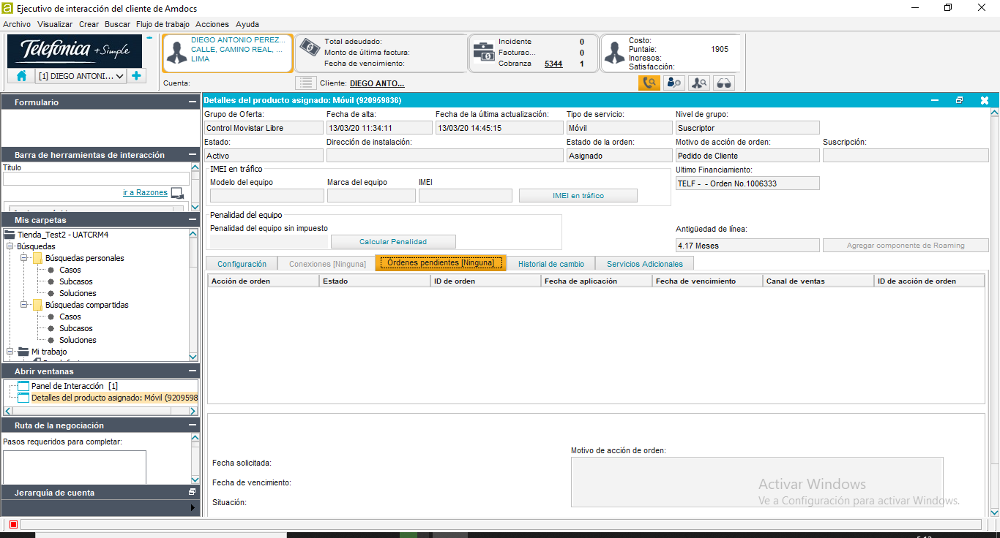 Ejecutivo de interacción del cliente de Amdocs
Archivo Visualizar Crear Buscar Flujo de trabajo Acciones Ayuda
Telefónica +Simple
[1] DIEGO ANTONI...
DIEGO ANTONIO PEREZ...
CALLE, CAMINO REAL, ...
LIMA
Total adeudado:
Monto de última factura:
Fecha de vencimiento:
Incidente 0
Facturac... 0
Cobranza 5344 1
Costo:
Puntaje: 1905
Ingresos:
Satisfacción:
Cuenta:
Cliente: DIEGO ANTO...
Formulario
Barra de herramientas de interacción
Titulo
ir a Razones
Mis carpetas
Tienda_Test2 - UATCRM4
Búsquedas
Búsquedas personales
Casos
Subcasos
Soluciones
Búsquedas compartidas
Casos
Subcasos
Soluciones
Mi trabajo
Abrir ventanas
Panel de Interacción [1]
Detalles del producto asignado: Móvil (9209598
Ruta de la negociación
Pasos requeridos para completar:
Jerarquía de cuenta
Detalles del producto asignado: Móvil (920959836)
Grupo de Oferta: Fecha de alta: Fecha de la última actualización: Tipo de servicio: Nivel de grupo:
Control Movistar Libre 13/03/20 11:34:11 13/03/20 14:45:15 Móvil Suscriptor
Estado: Dirección de instalación: Estado de la orden: Motivo de acción de orden: Suscripción:
Activo Asignado Pedido de Cliente
IMEI en tráfico
Modelo del equipo Marca del equipo IMEI
IMEI en tráfico
Ultimo Financiamiento:
TELF - - Orden No.1006333
Penalidad del equipo
Penalidad del equipo sin impuesto
Calcular Penalidad
Antigüedad de línea:
4.17 Meses
Agregar componente de Roaming
Configuración Conexiones [Ninguna] Órdenes pendientes [Ninguna] Historial de cambio Servicios Adicionales
Acción de orden Estado ID de orden Fecha de aplicación Fecha de vencimiento Canal de ventas ID de acción de orden
Motivo de acción de orden:
Fecha solicitada:
Fecha de vencimiento:
Situación:
Activar Windows
Ve a Configuración para activar Windows.